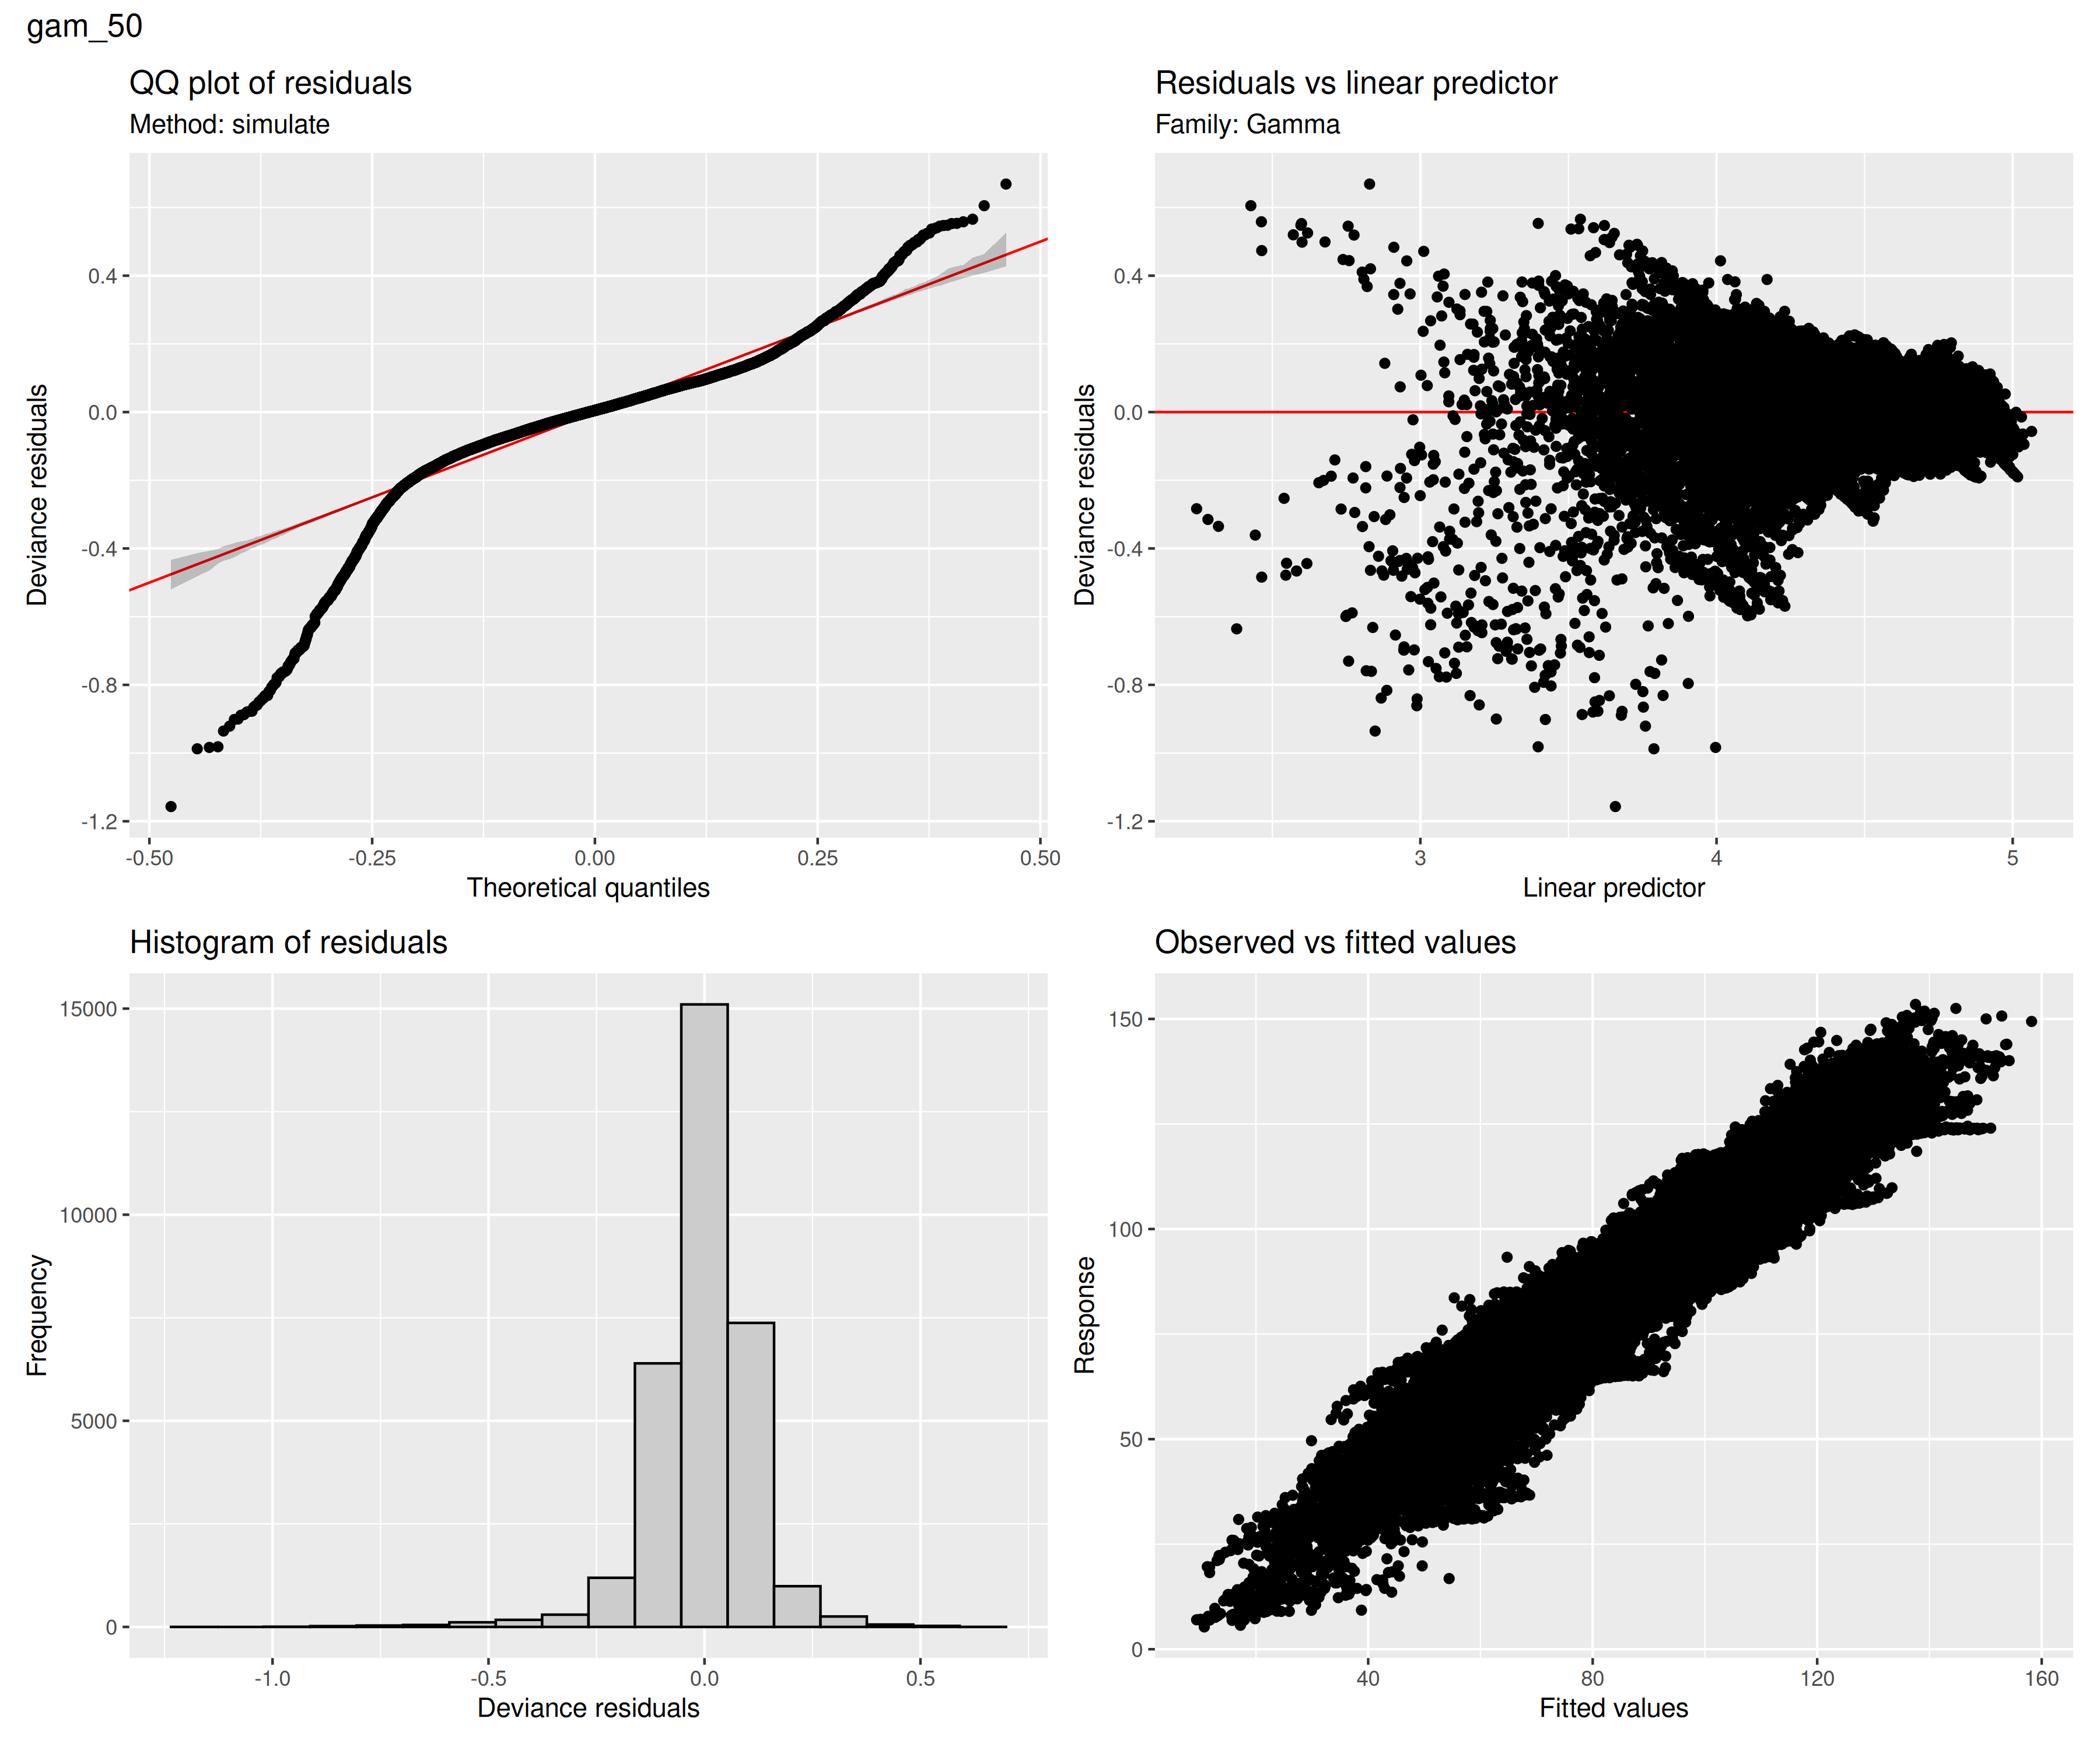 gam_50
QQ plot of residuals
Method: simulate
Deviance residuals
0.4
0.0
-0.4
-0.8
-1.2
-0.50
-0.25
0.00
0.25
0.50
Theoretical quantiles
Residuals vs linear predictor
Family: Gamma
Deviance residuals
0.4
0.0
-0.4
-0.8
-1.2
3
4
5
Linear predictor
Histogram of residuals
Frequency
15000
10000
5000
0
-1.0
-0.5
0.0
0.5
Deviance residuals
Observed vs fitted values
Response
150
100
50
0
40
80
120
160
Fitted values